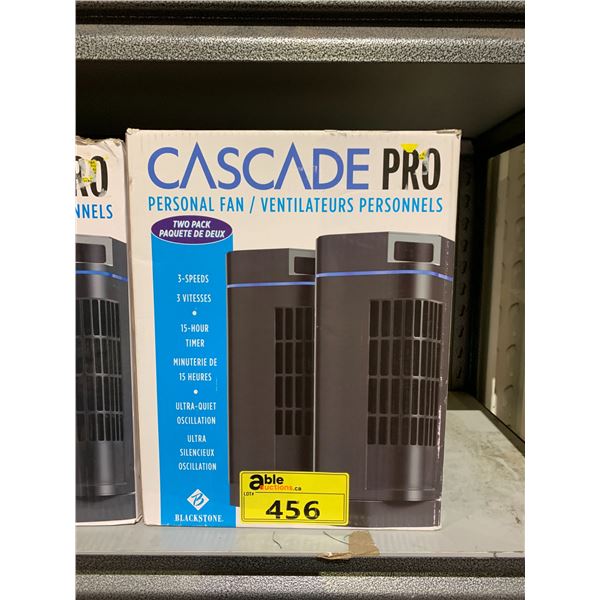 CASCADE PRO
PERSONAL FAN / VENTILATEURS PERSONNELS
TWO PACK
PAQUETE DE DEUX
3-SPEEDS
3 VITESSES
•
15-HOUR
TIMER
MINUTERIE DE
15 HEURES
•
ULTRA-QUIET
OSCILLATION
ULTRA
SILENCIEUX
OSCILLATION
BLACKSTONE
able
auctions.ca
LOT#
456
RO
NNELS